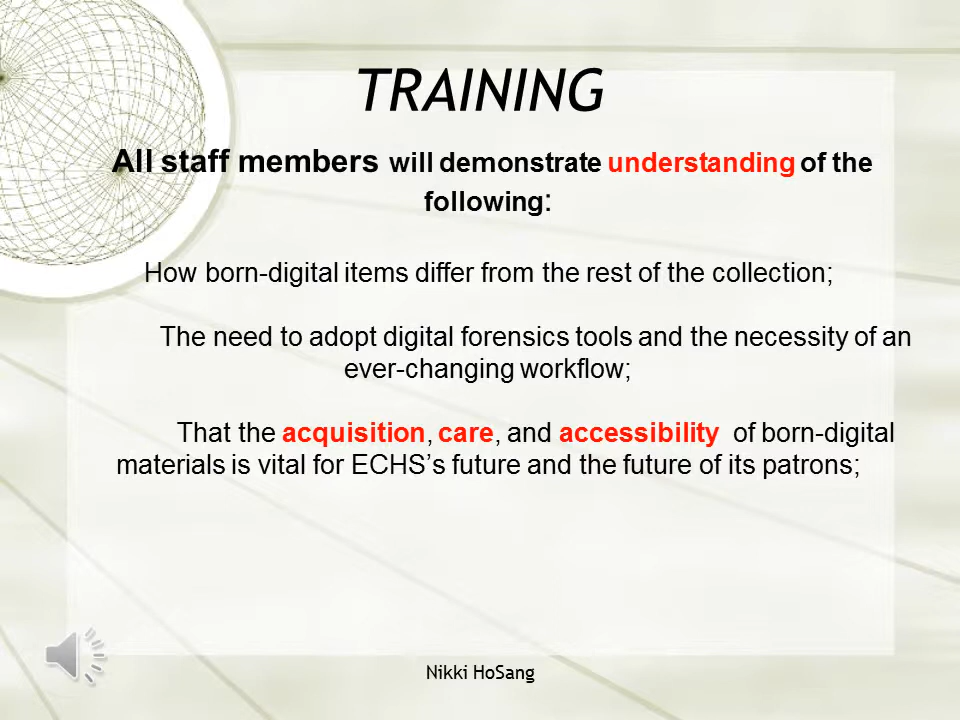 TRAINING
All staff members will demonstrate understanding of the
following:
How born-digital items differ from the rest of the collection;
The need to adopt digital forensics tools and the necessity of an
ever-changing workflow;
That the acquisition, care, and accessibility of born-digital
materials is vital for ECHS’s future and the future of its patrons;
Nikki HoSang